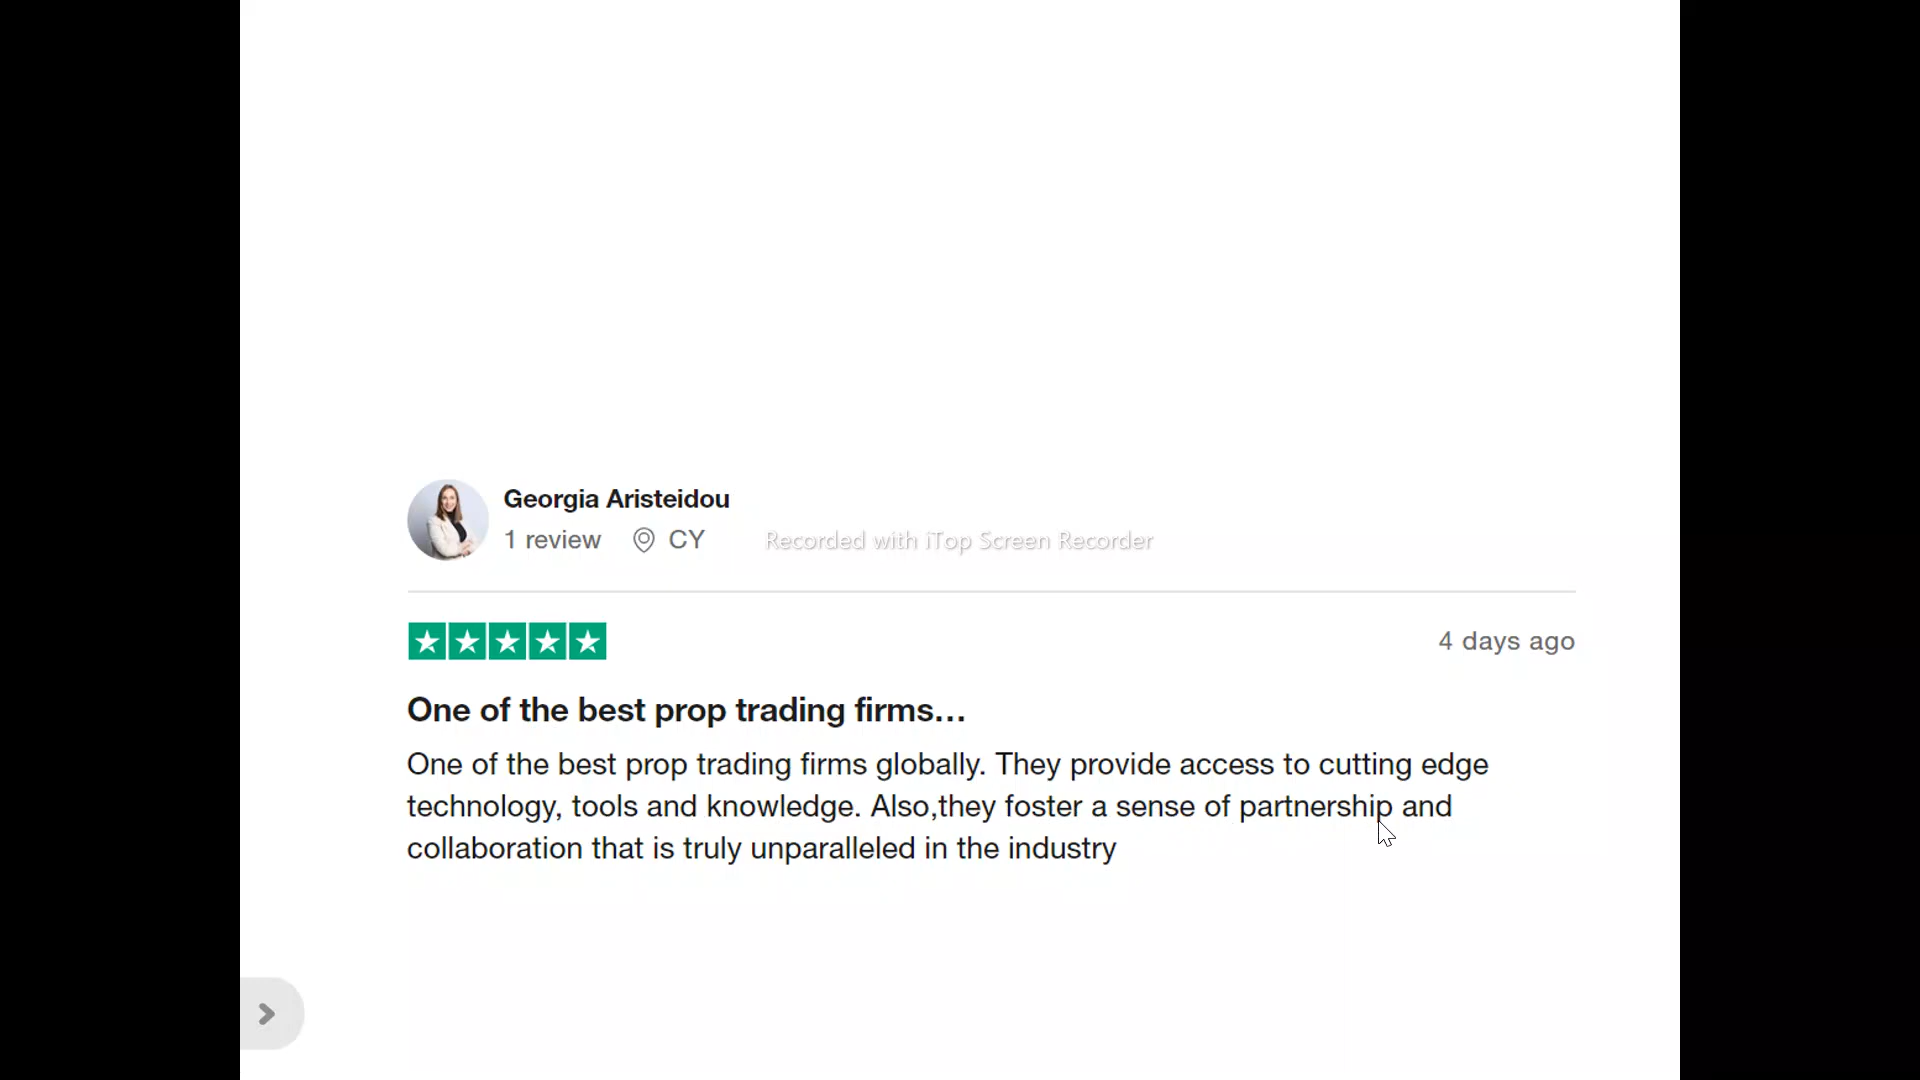 Georgia Aristeidou
1 review CY
Recorded with iTop Screen Recorder
4 days ago
One of the best prop trading firms...
One of the best prop trading firms globally. They provide access to cutting edge
technology, tools and knowledge. Also,they foster a sense of partnership and
collaboration that is truly unparalleled in the industry